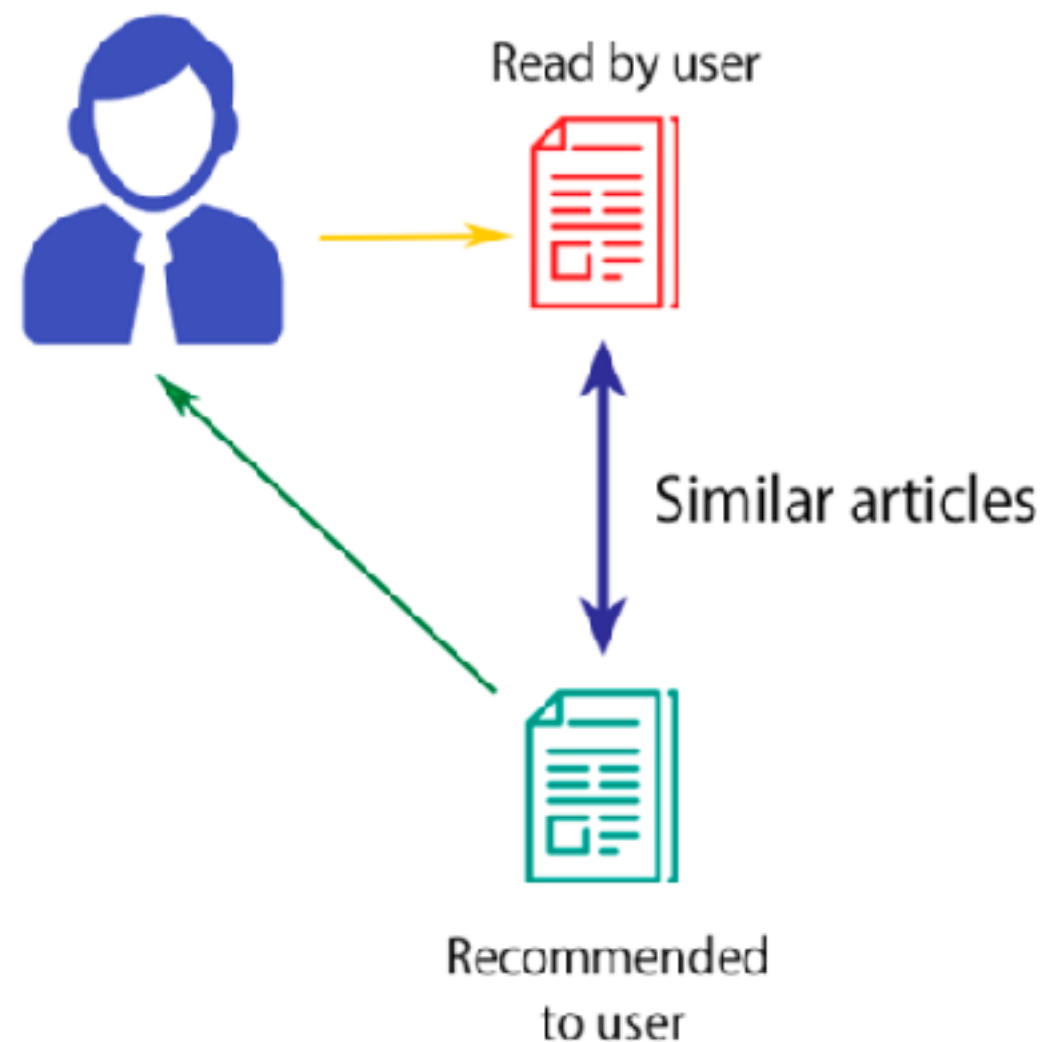 Read by user
Similar articles
Recommended
to user